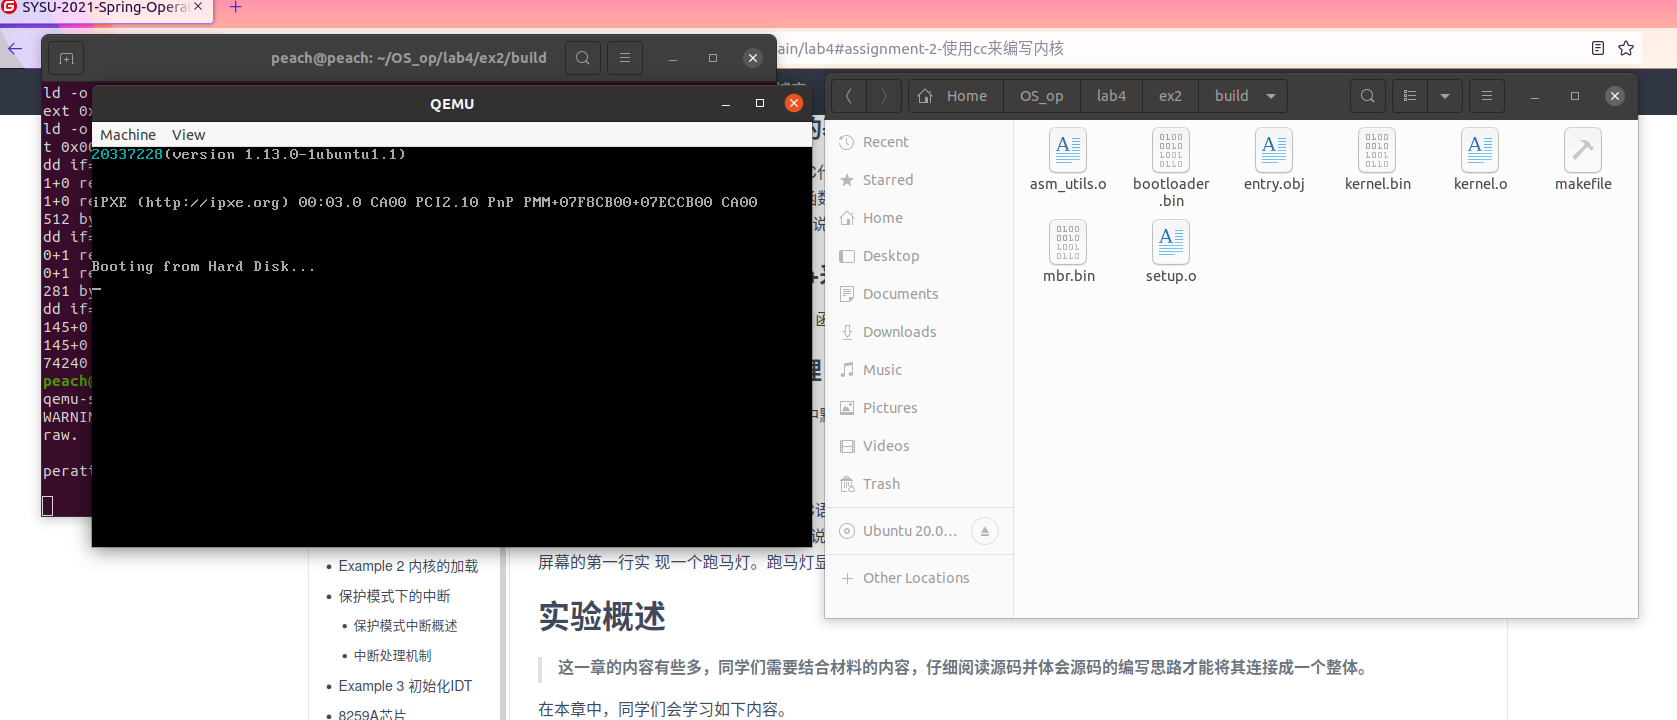 SYSU-2021-Spring-Opera
ain/lab4#assignment-2-使用cc来编写内核
peach@peach: ~/OS_op/lab4/ex2/build
ld -o
ext 0x
ld -o
t 0x00
dd if=
1+0 re
1+0 re
512 by
dd if=
0+1 re
0+1 re
281 by
dd if=
145+0
145+0
74240
peach@
qemu-s
WARNIN
raw.
perati
QEMU
Machine View
20337228(version 1.13.0-1ubuntu1.1)
iPXE (http://ipxe.org) 00:03.0 CA00 PCI2.10 PnP PMM+07F8CB00+07ECCB00 CA00
Booting from Hard Disk...
Home OS_op lab4 ex2 build
Recent
Starred
Home
Desktop
Documents
Downloads
Music
Pictures
Videos
Trash
Ubuntu 20.0…
Other Locations
asm_utils.o
bootloader
.bin
entry.obj
kernel.bin
kernel.o
makefile
mbr.bin
setup.o
屏幕的第一行实 现一个跑马灯。跑马灯显
Example 2 内核的加载
保护模式下的中断
保护模式中断概述
中断处理机制
Example 3 初始化IDT
8259A芯片
实验概述
这一章的内容有些多，同学们需要结合材料的内容，仔细阅读源码并体会源码的编写思路才能将其连接成一个整体。
在本章中，同学们会学习如下内容。